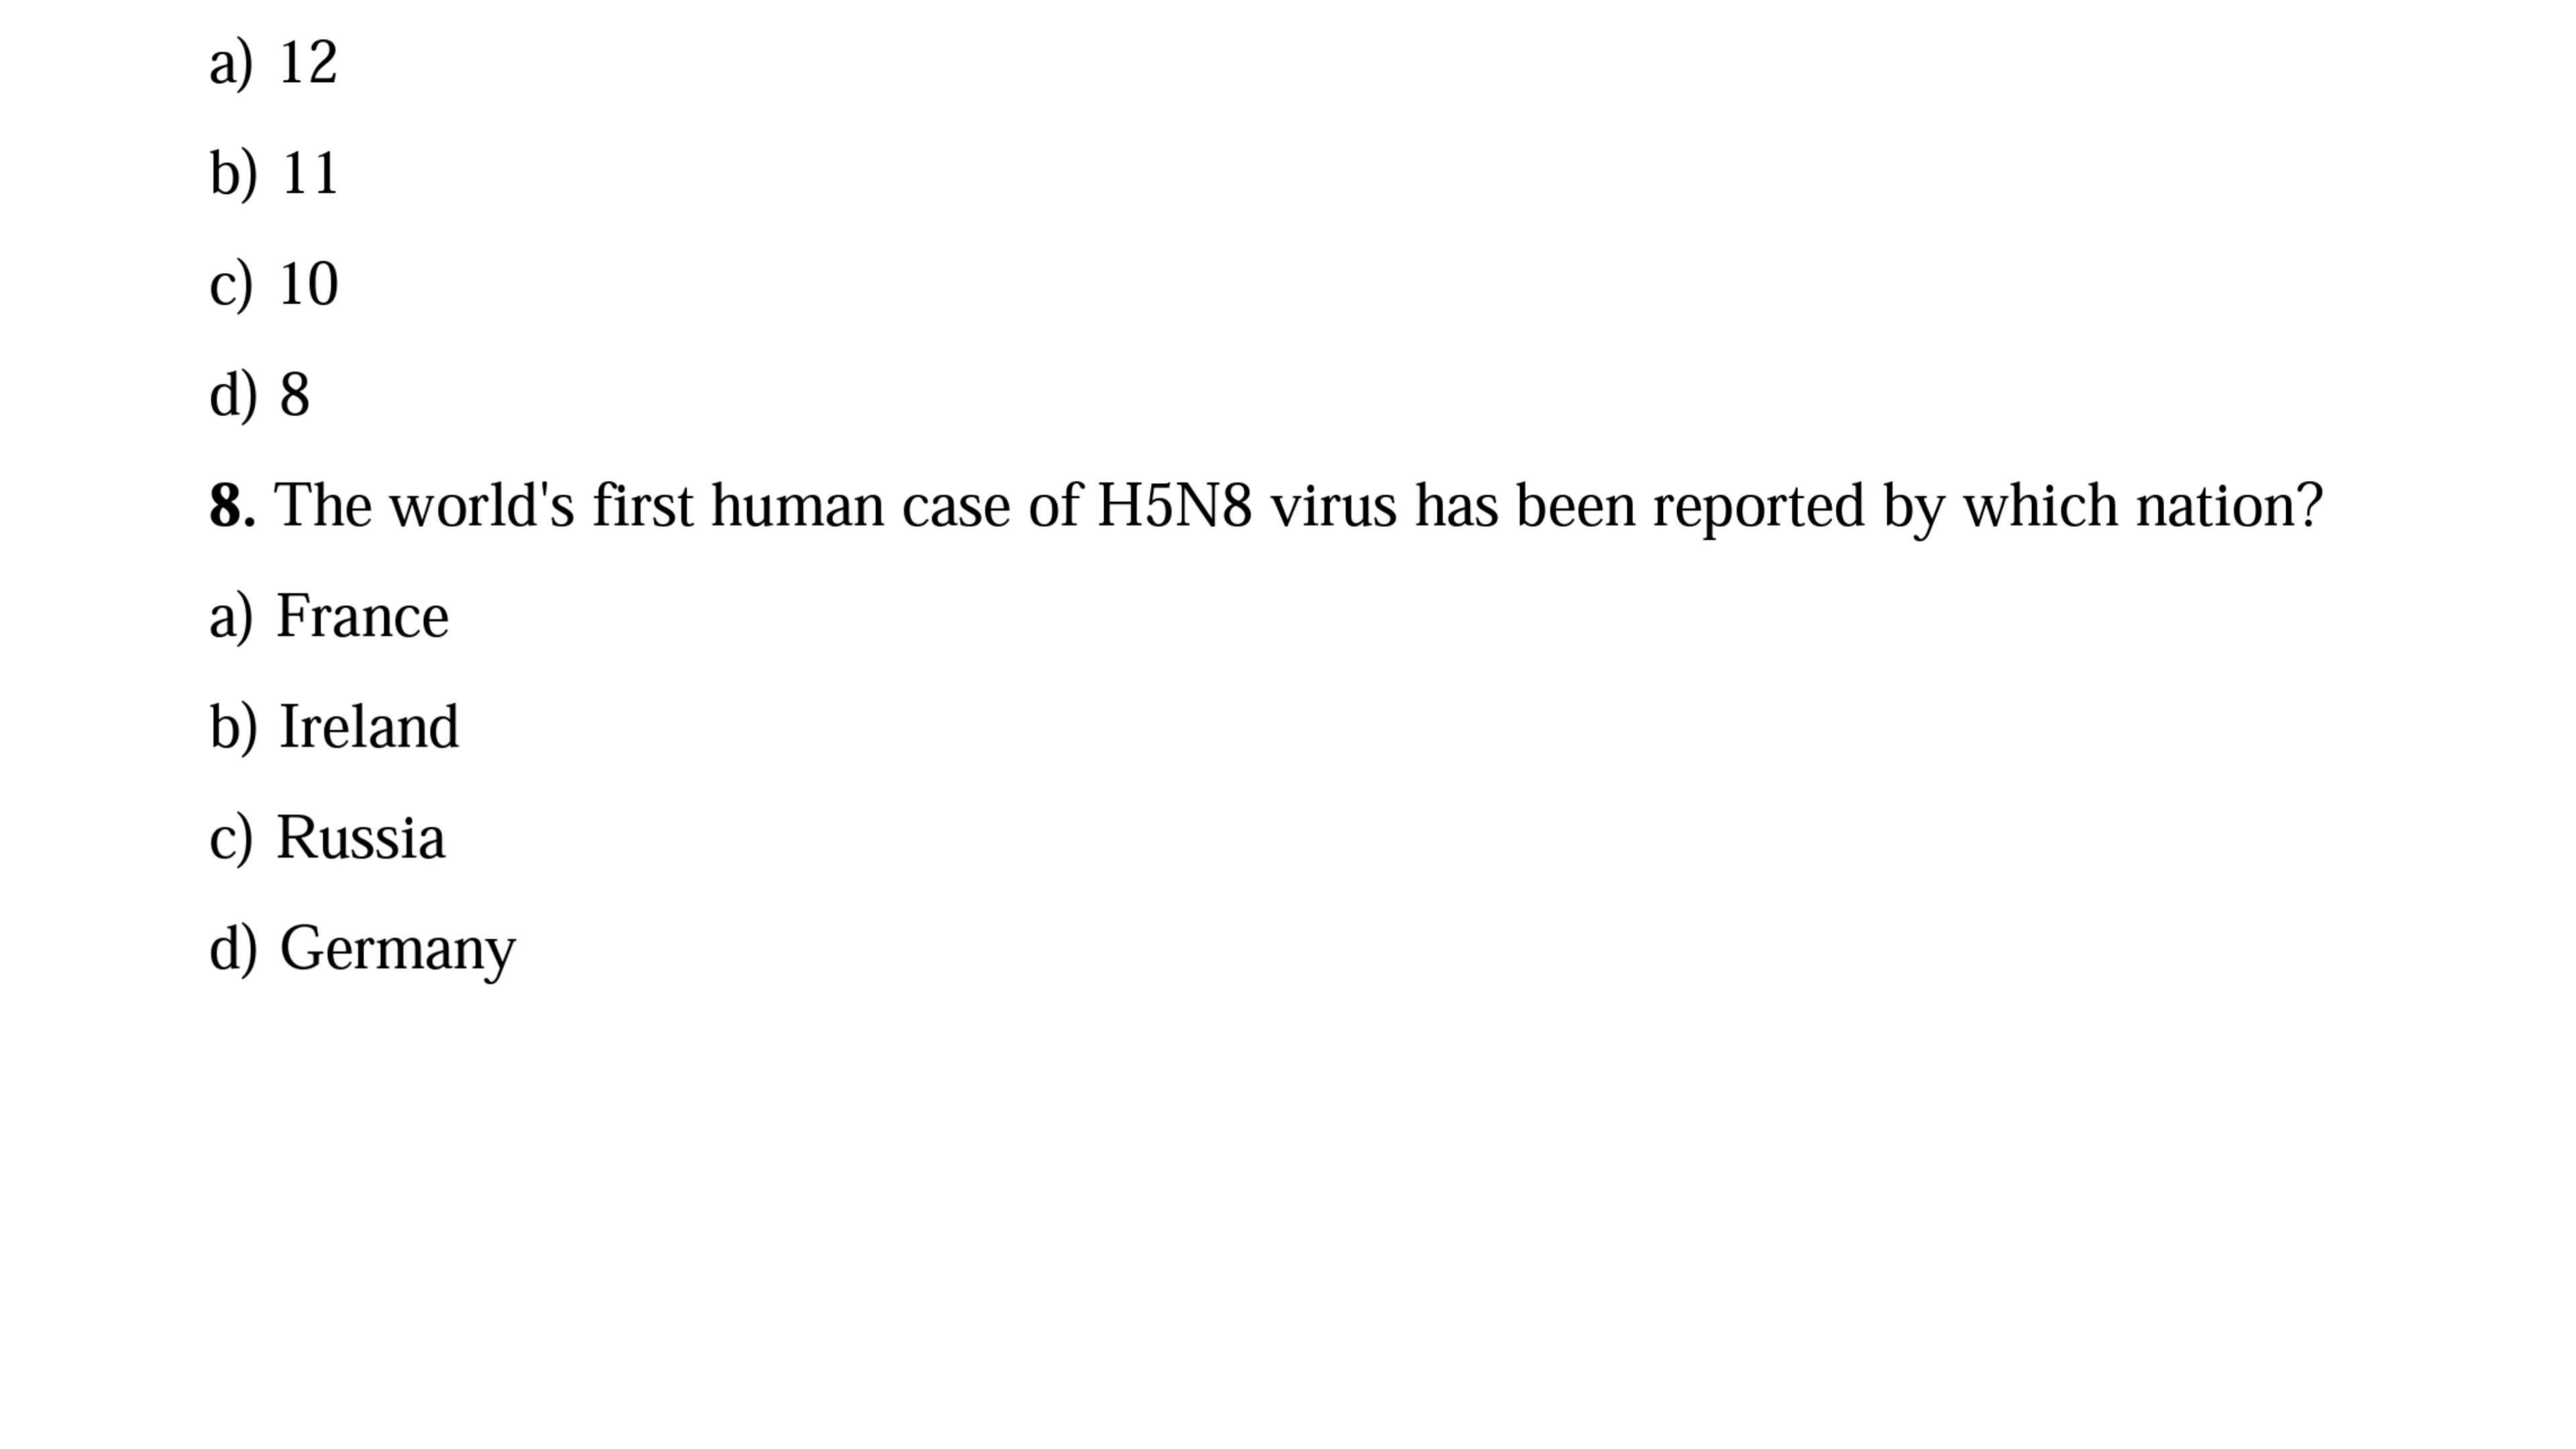 a) 12
b) 11
c) 10
d) 8
8. The world's first human case of H5N8 virus has been reported by which nation?
a) France
b) Ireland
c) Russia
d) Germany